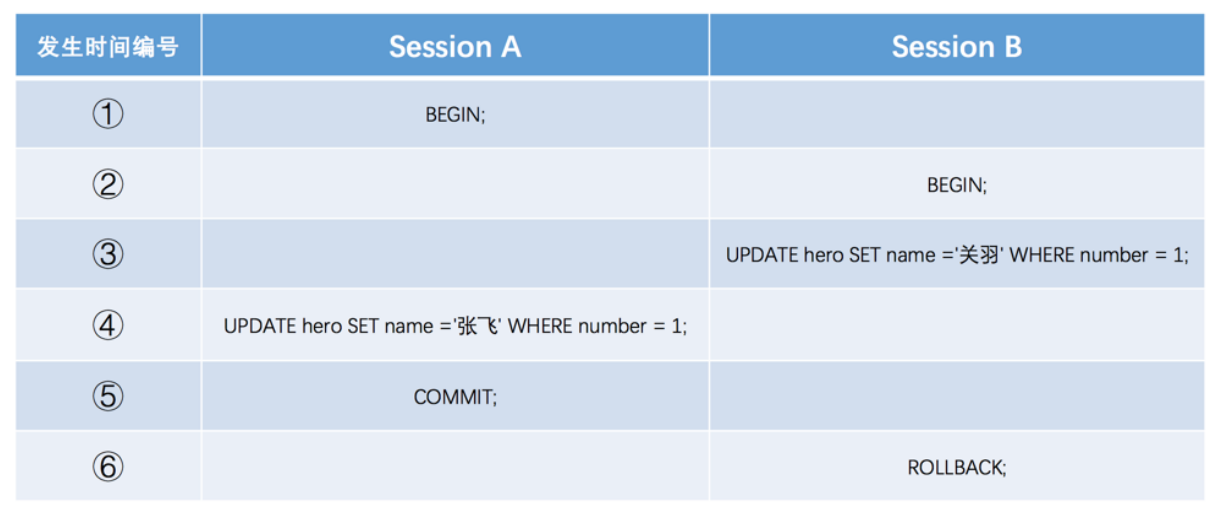 发生时间编号 Session A Session B
① BEGIN;
② BEGIN;
③ UPDATE hero SET name ='关羽' WHERE number = 1;
④ UPDATE hero SET name ='张飞' WHERE number = 1;
⑤ COMMIT;
⑥ ROLLBACK;